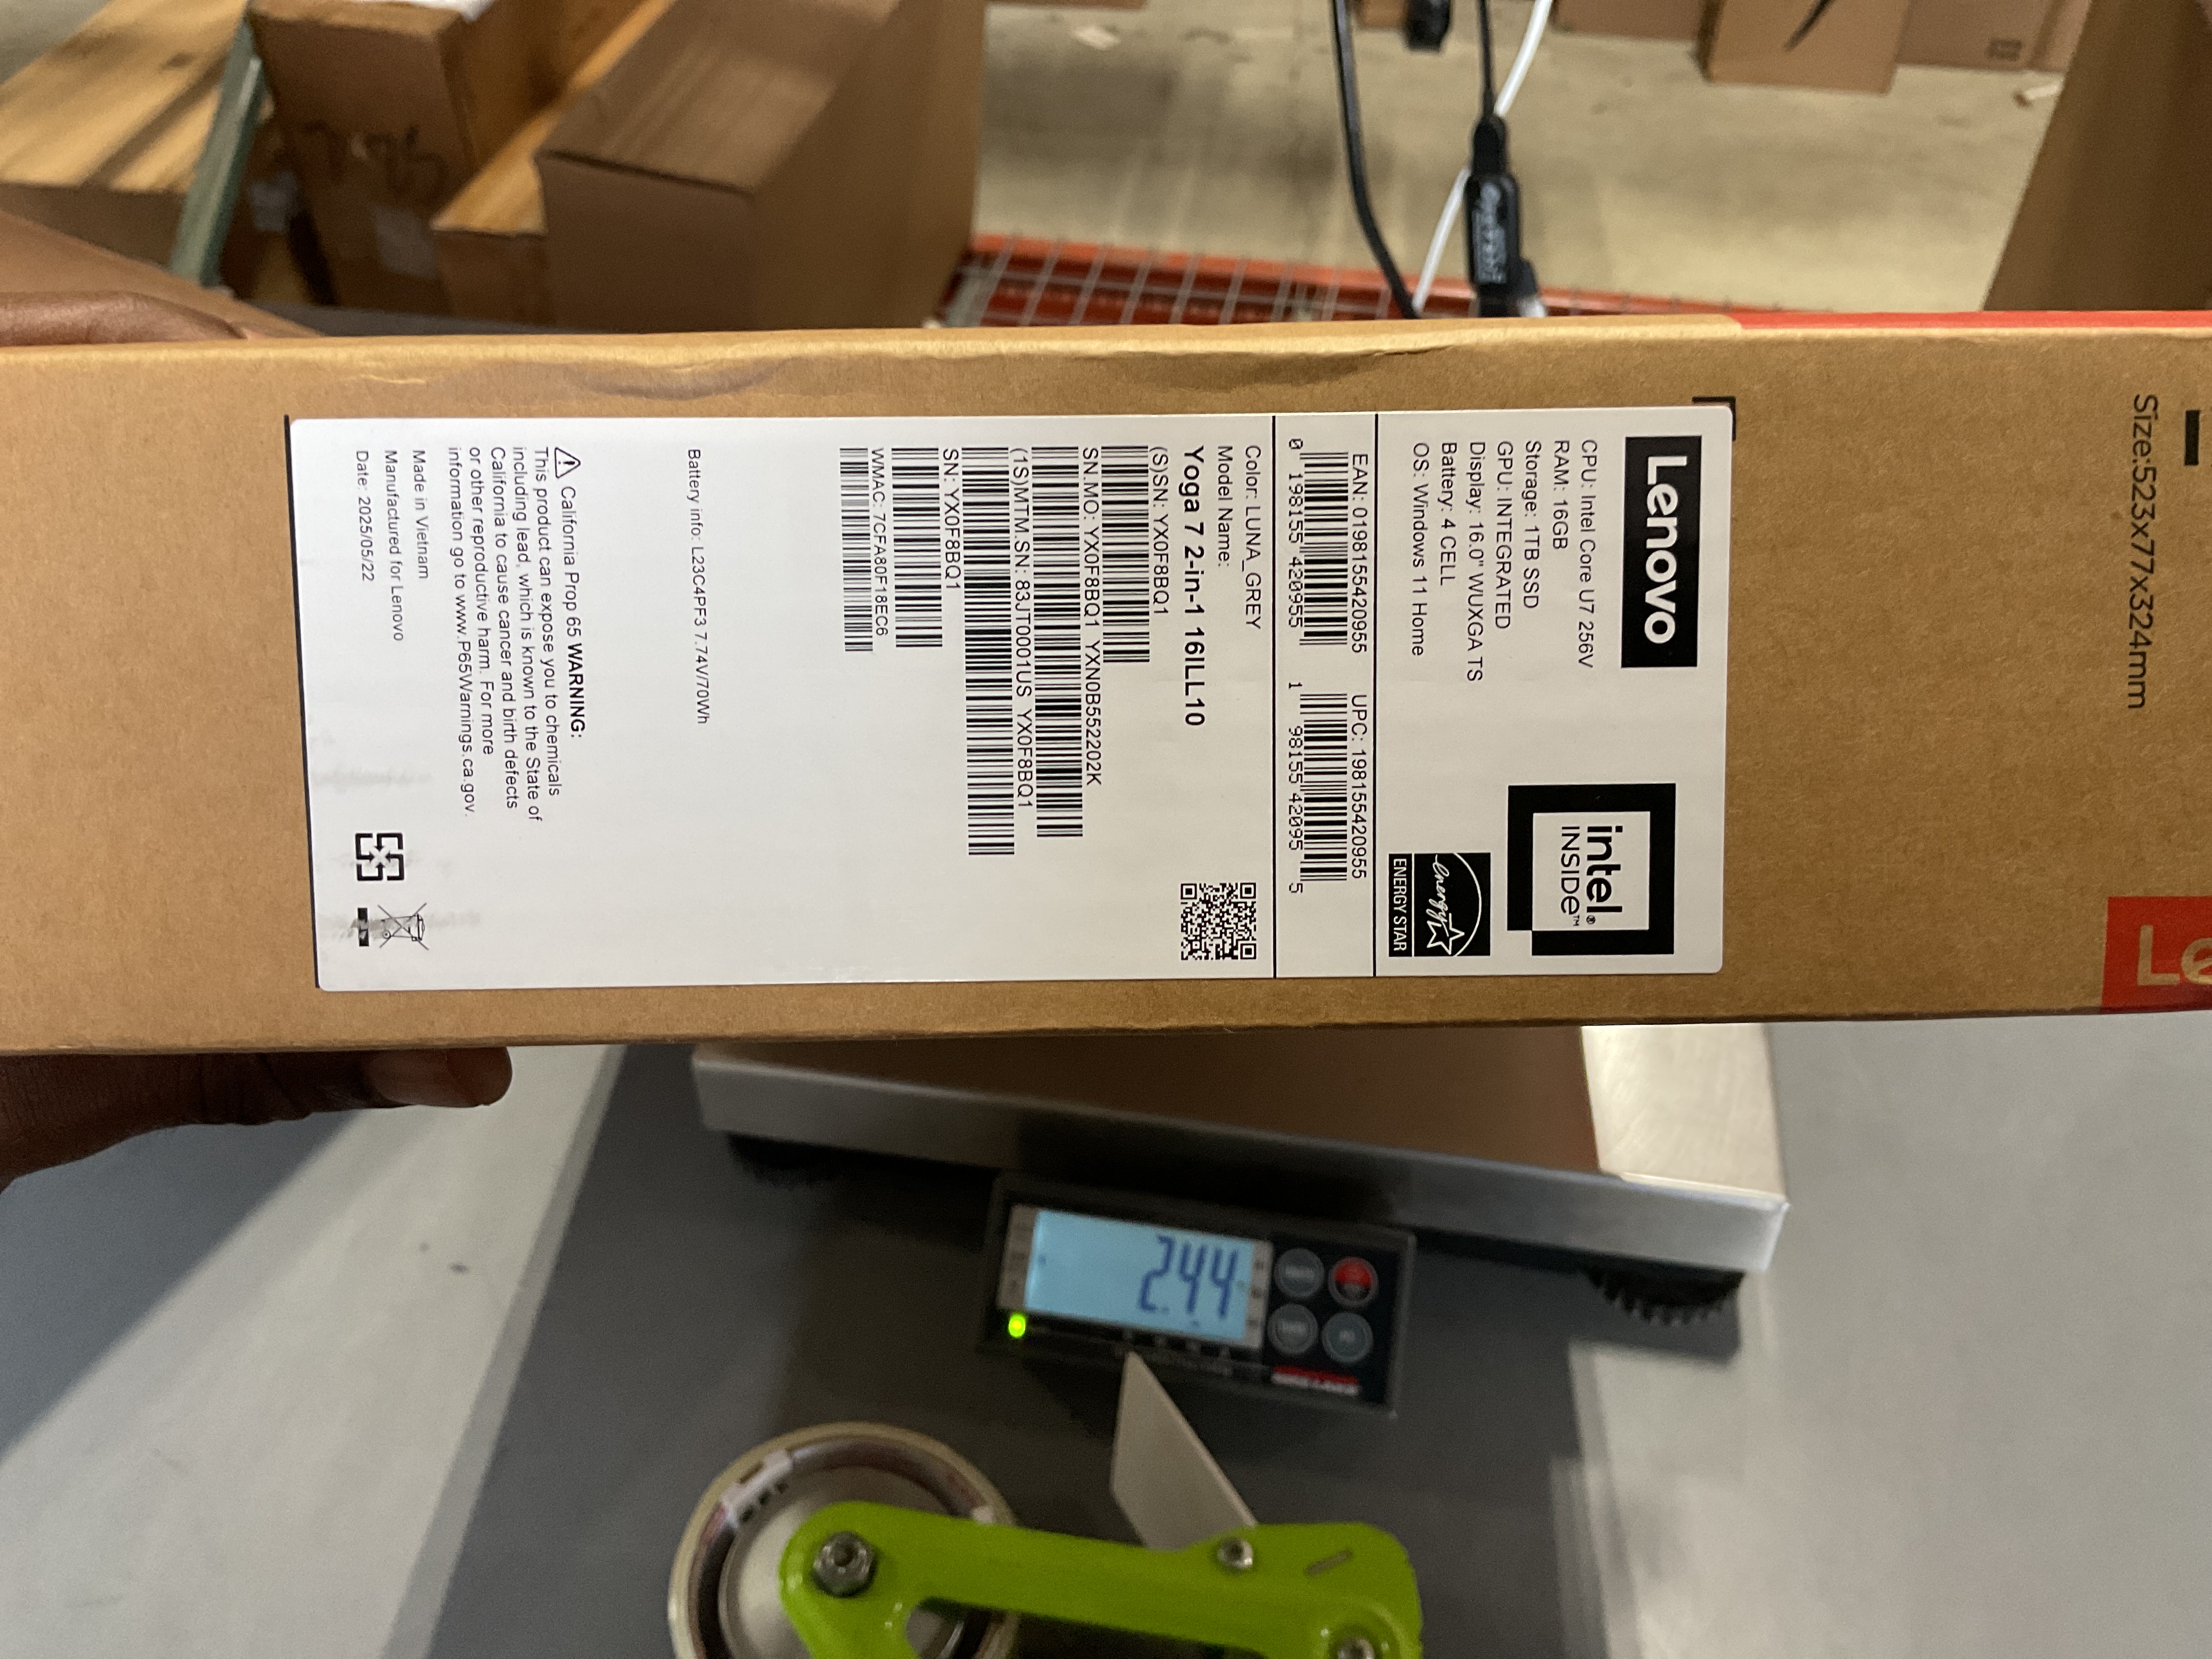 Size:523x77x324mm
Lenovo
CPU: Intel Core U7 256V
RAM: 16GB
Storage: 1TB SSD
GPU: INTEGRATED
Display: 16.0" WUXGA TS
Battery: 4 CELL
OS: Windows 11 Home
intel®
INSIDE™
energy
ENERGY STAR
EAN: 0198155420955
0 198155 420955
UPC: 198155420955
1 98155 42095 5
Color: LUNA_GREY
Model Name:
Yoga 7 2-in-1 16ILL10
(S)SN: YX0F8BQ1
SN.MO: YX0F8BQ1 YXN0B552202K
(1S)MTM.SN: 83JT0001US YX0F8BQ1
SN: YX0F8BQ1
WMAC: 7CFA80F18EC6
Battery info: L23C4PF3 7.74V/70Wh
California Prop 65 WARNING:
This product can expose you to chemicals
including lead, which is known to the State of
California to cause cancer and birth defects
or other reproductive harm. For more
information go to www.P65Warnings.ca.gov.
Made in Vietnam
Manufactured for Lenovo
Date: 2025/05/22
Le
2.44